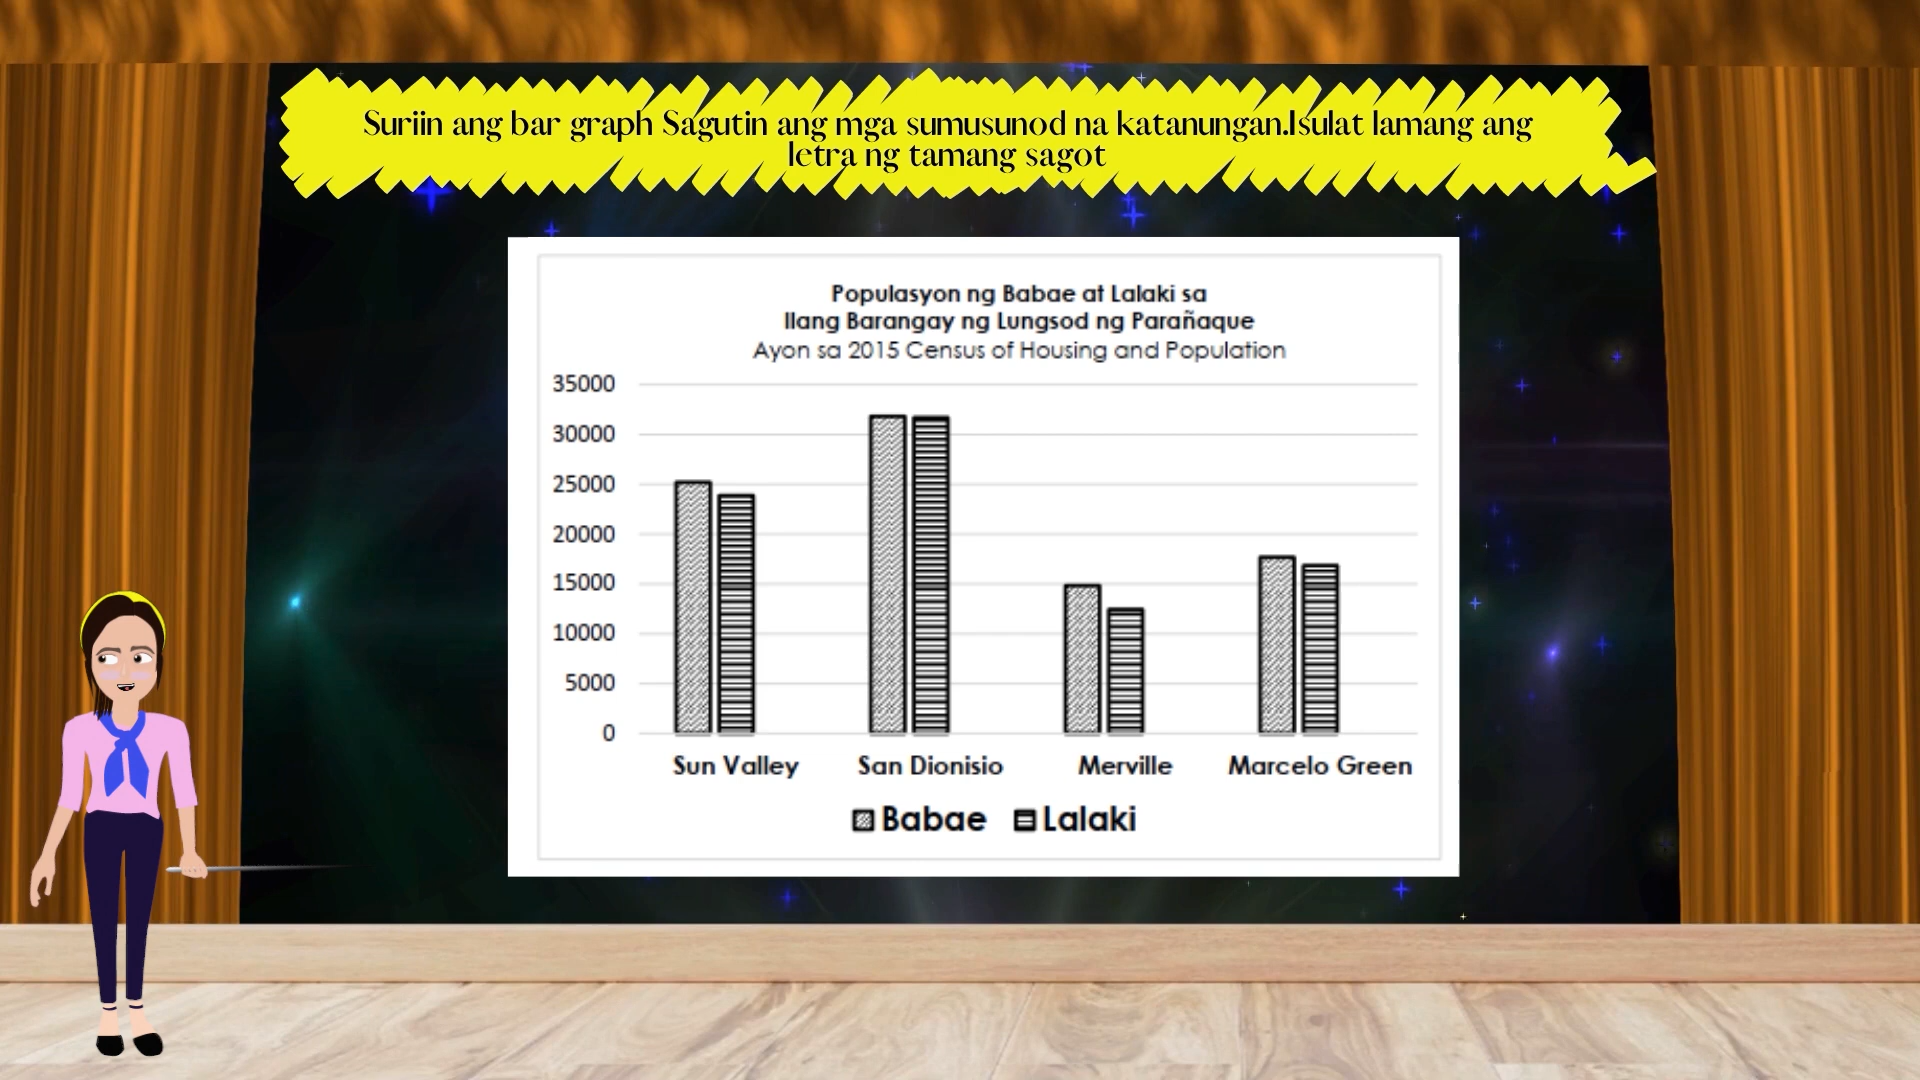 Suriin ang bar graph Sagutin ang mga sumusunod na katanungan.Isulat lamang ang
letra ng tamang sagot
Populasyon ng Babae at Lalaki sa
Ilang Barangay ng Lungsod ng Parañaque
Ayon sa 2015 Census of Housing and Population
35000
30000
25000
20000
15000
10000
5000
0
Sun Valley San Dionisio Merville Marcelo Green
Babae Lalaki